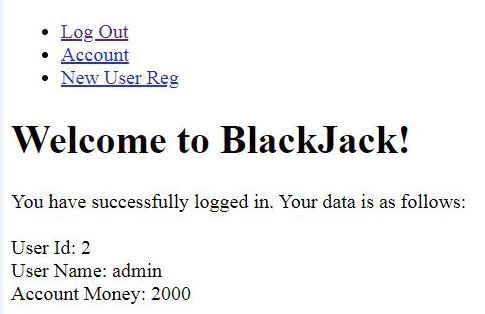 Log Out
Account
New User Reg
Welcome to BlackJack!
You have successfully logged in. Your data is as follows:
User Id: 2
User Name: admin
Account Money: 2000